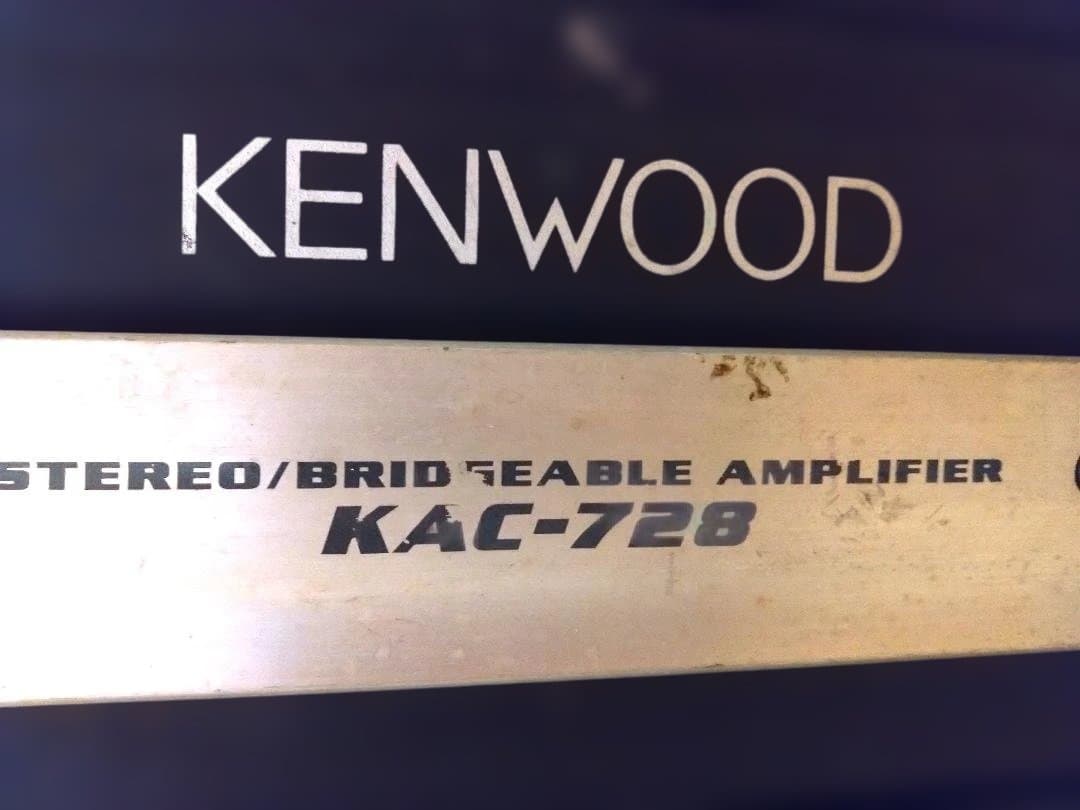 KENWOOD
STEREO/BRIDGEABLE AMPLIFIER
KAC-728